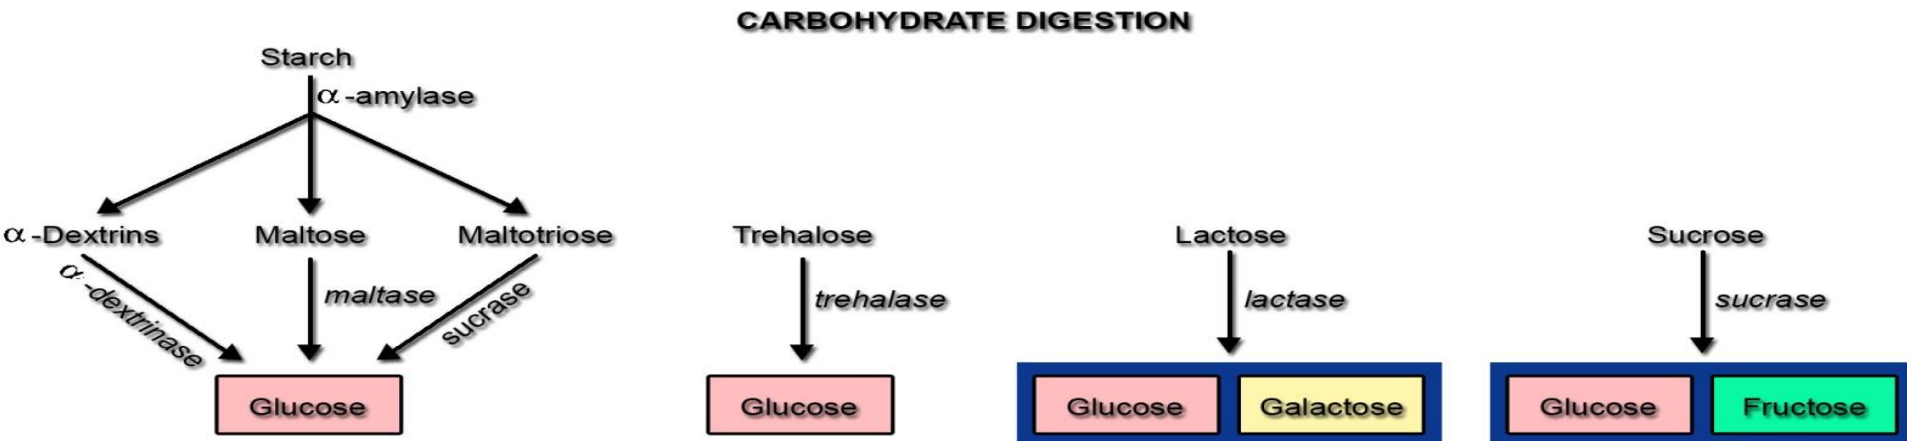 CARBOHYDRATE DIGESTION
Starch
α -amylase
α -Dextrins
Maltose
Maltotriose
Trehalose
Lactose
Sucrose
α -dextrinase
maltase
sucrase
trehalase
lactase
sucrase
Glucose
Glucose
Glucose
Galactose
Glucose
Fructose